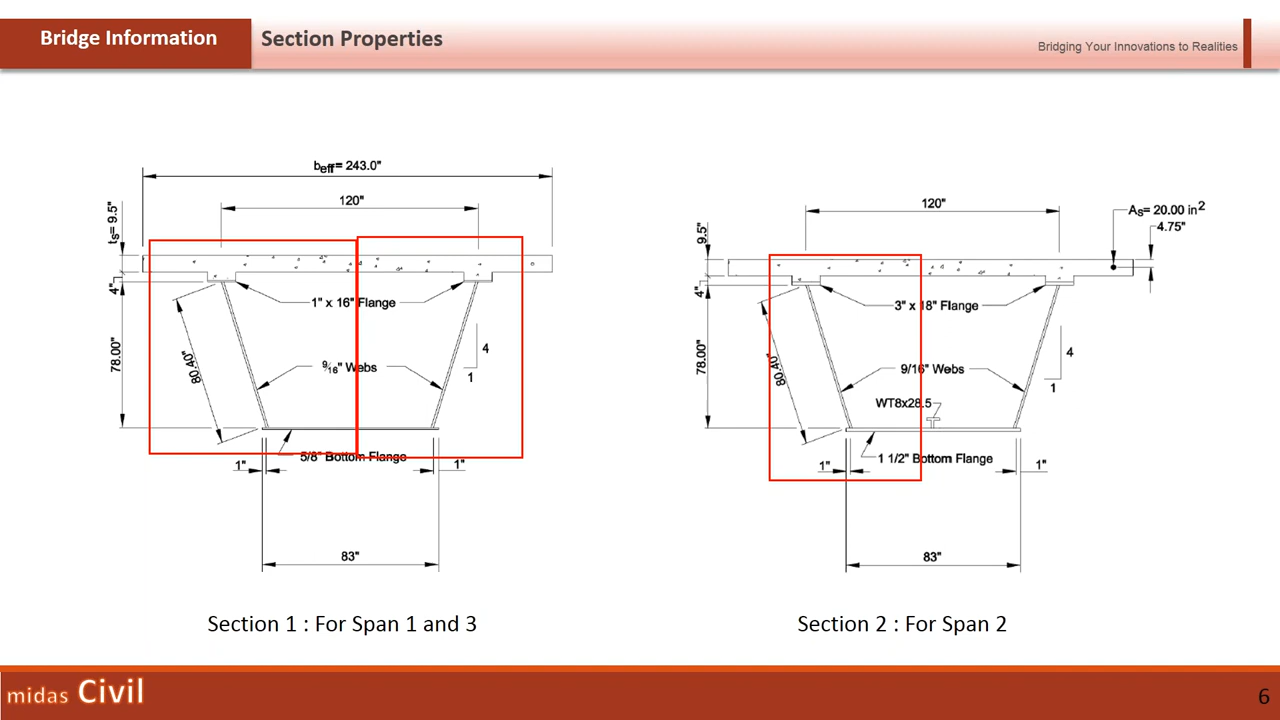 Bridge Information
Section Properties
Bridging Your Innovations to Realities
beff= 243.0"
120"
ts= 9.5"
4"
1" x 16" Flange
78.00"
80.40"
9/16" Webs
4
1
5/8" Bottom Flange
1"
1"
83"
Section 1 : For Span 1 and 3
120"
As= 20.00 in2
4.75"
9.5"
4"
3" x 18" Flange
78.00"
80.40"
9/16" Webs
4
1
WT8x28.5
1 1/2" Bottom Flange
1"
1"
83"
Section 2 : For Span 2
midas Civil
6